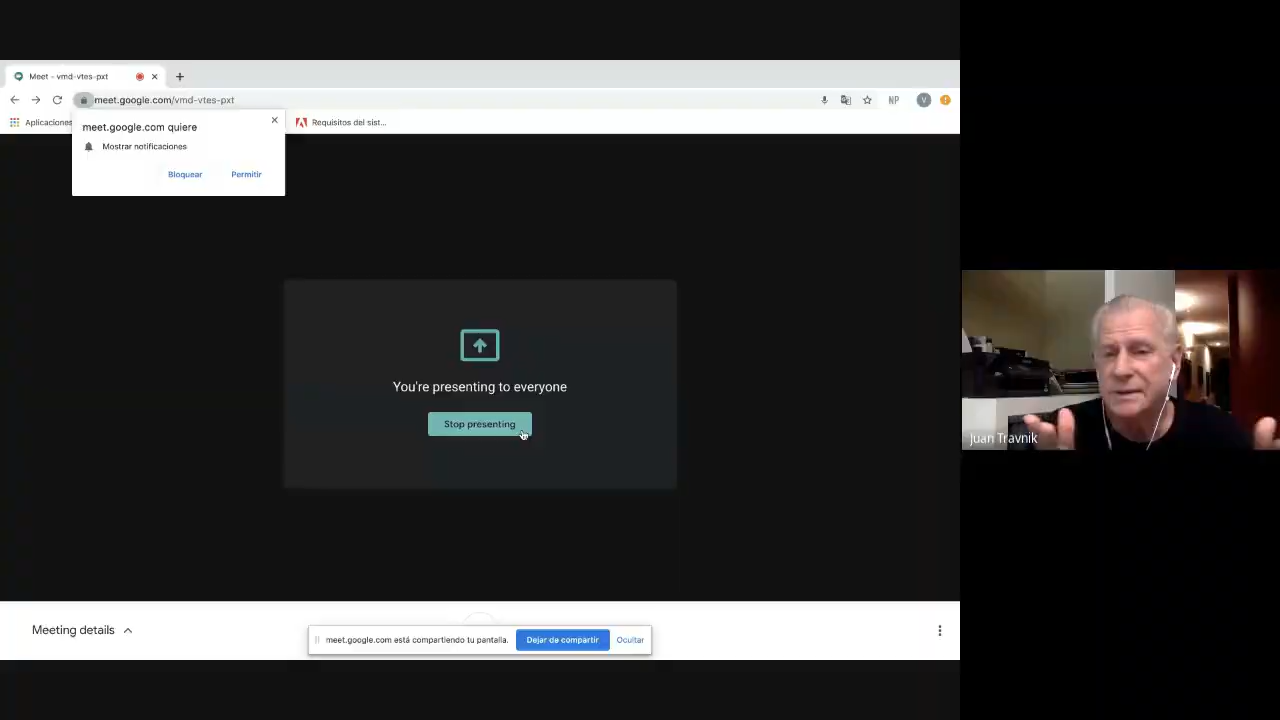 Meet - vmd-vtes-pxt
meet.google.com/vmd-vtes-pxt
NP
V
Aplicaciones
Requisitos del sist...
meet.google.com quiere
Mostrar notificaciones
Bloquear
Permitir
You're presenting to everyone
Stop presenting
Juan Travnik
Meeting details
meet.google.com está compartiendo tu pantalla.
Dejar de compartir
Ocultar